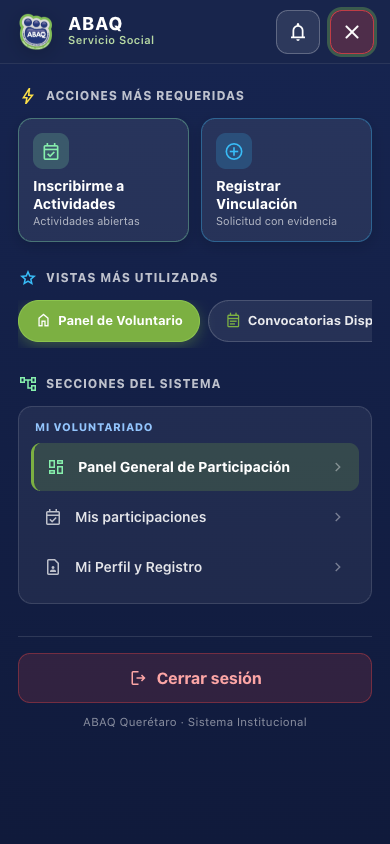 ABAQ
ABAQ
Servicio Social
ACCIONES MÁS REQUERIDAS
Inscribirme a
Actividades
Actividades abiertas
Registrar
Vinculación
Solicitud con evidencia
VISTAS MÁS UTILIZADAS
Panel de Voluntario
Convocatorias Disp
SECCIONES DEL SISTEMA
MI VOLUNTARIADO
Panel General de Participación
Mis participaciones
Mi Perfil y Registro
Cerrar sesión
ABAQ Querétaro · Sistema Institucional